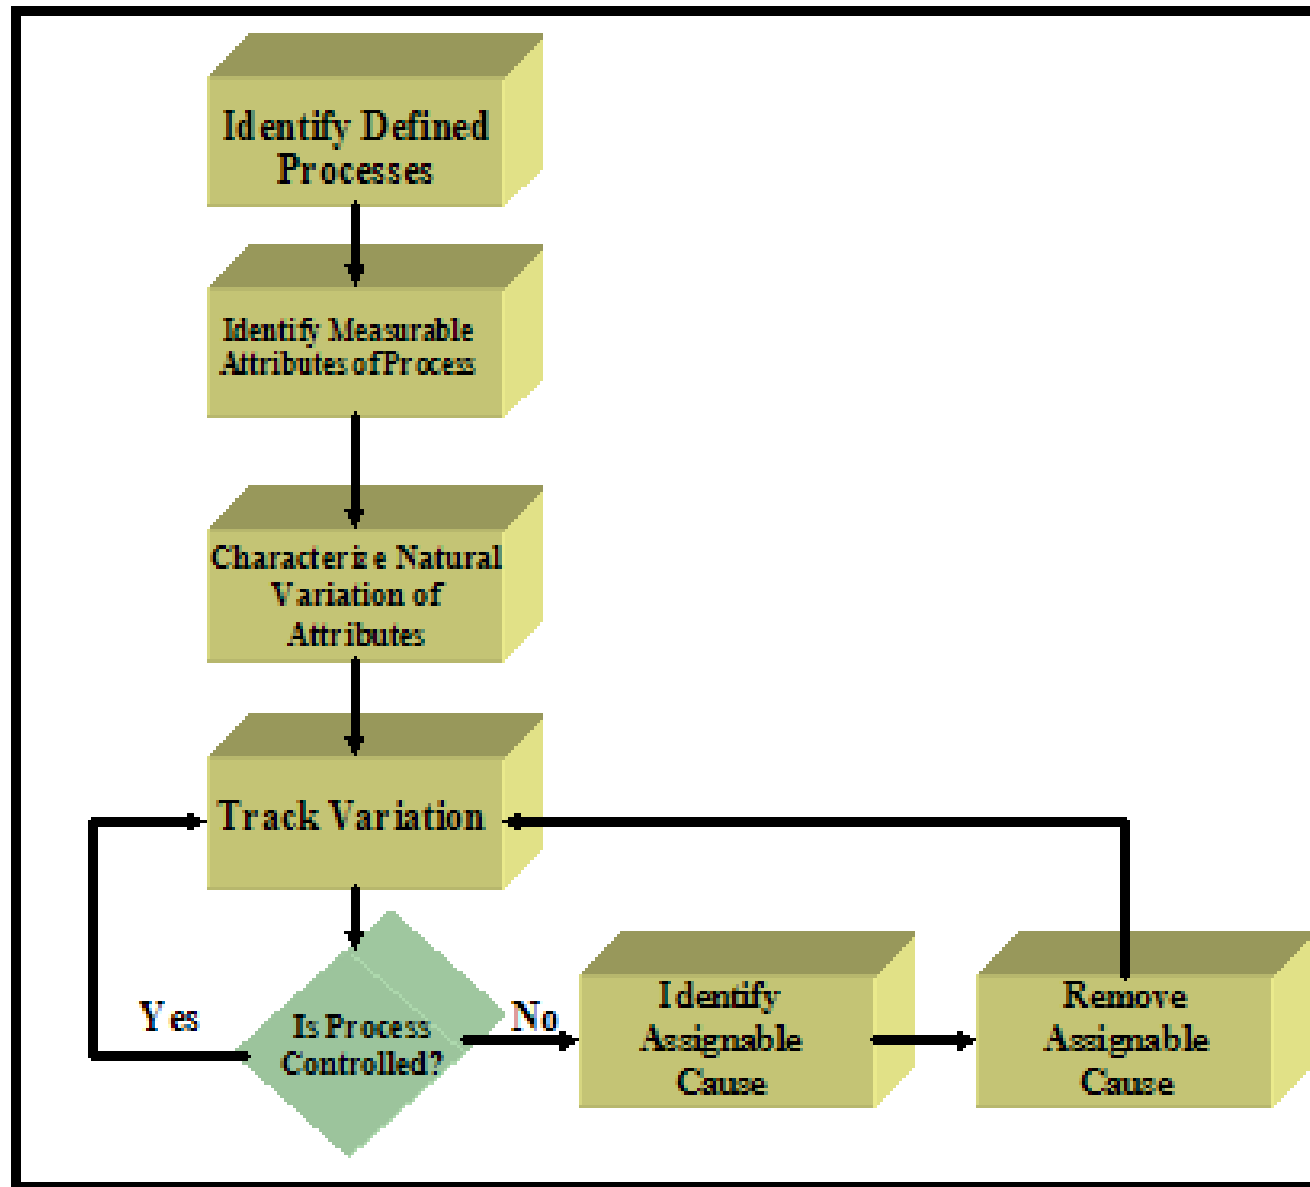 Identify Defined
Processes
Identify Measurable
Attributes of Process
Characterize Natural
Variation of
Attributes
Track Variation
Yes
Is Process
Controlled?
No
Identify
Assignable
Cause
Remove
Assignable
Cause